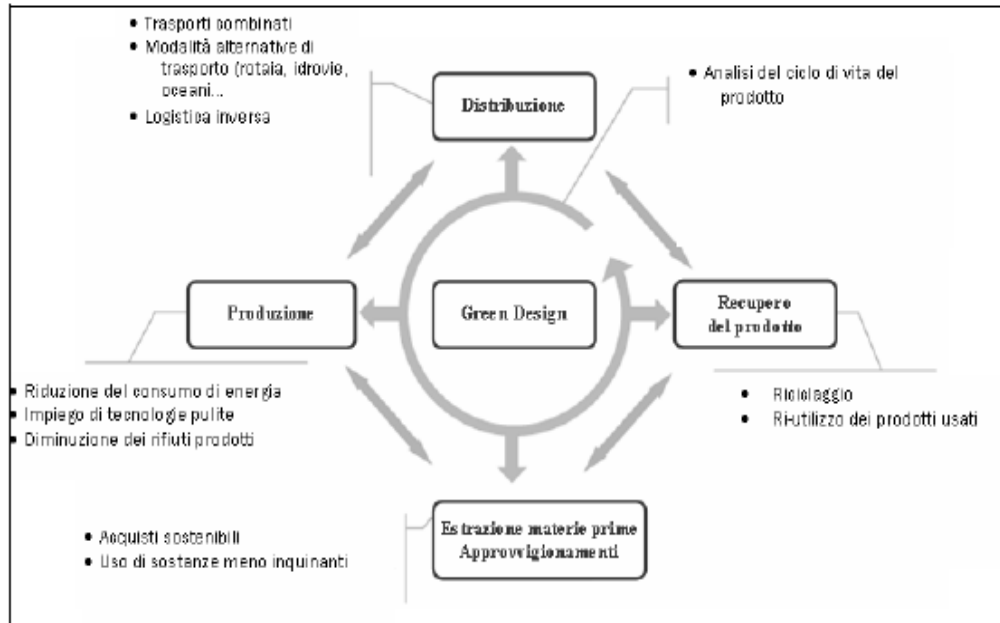 • Trasporti combinati
• Modalità alternative di
trasporto (rotaia, idrovie,
oceani...
• Logistica inversa
• Analisi del ciclo di vita del
prodotto
Distribuzione
Produzione
Green Design
Recupero
del prodotto
• Riduzione del consumo di energia
• Impiego di tecnologie pulite
• Diminuzione dei rifiuti prodotti
• Riciclaggio
• Ri-utilizzo dei prodotti usati
Estrazione materie prime
Approvvigionamenti
• Acquisti sostenibili
• Uso di sostanze meno inquinanti